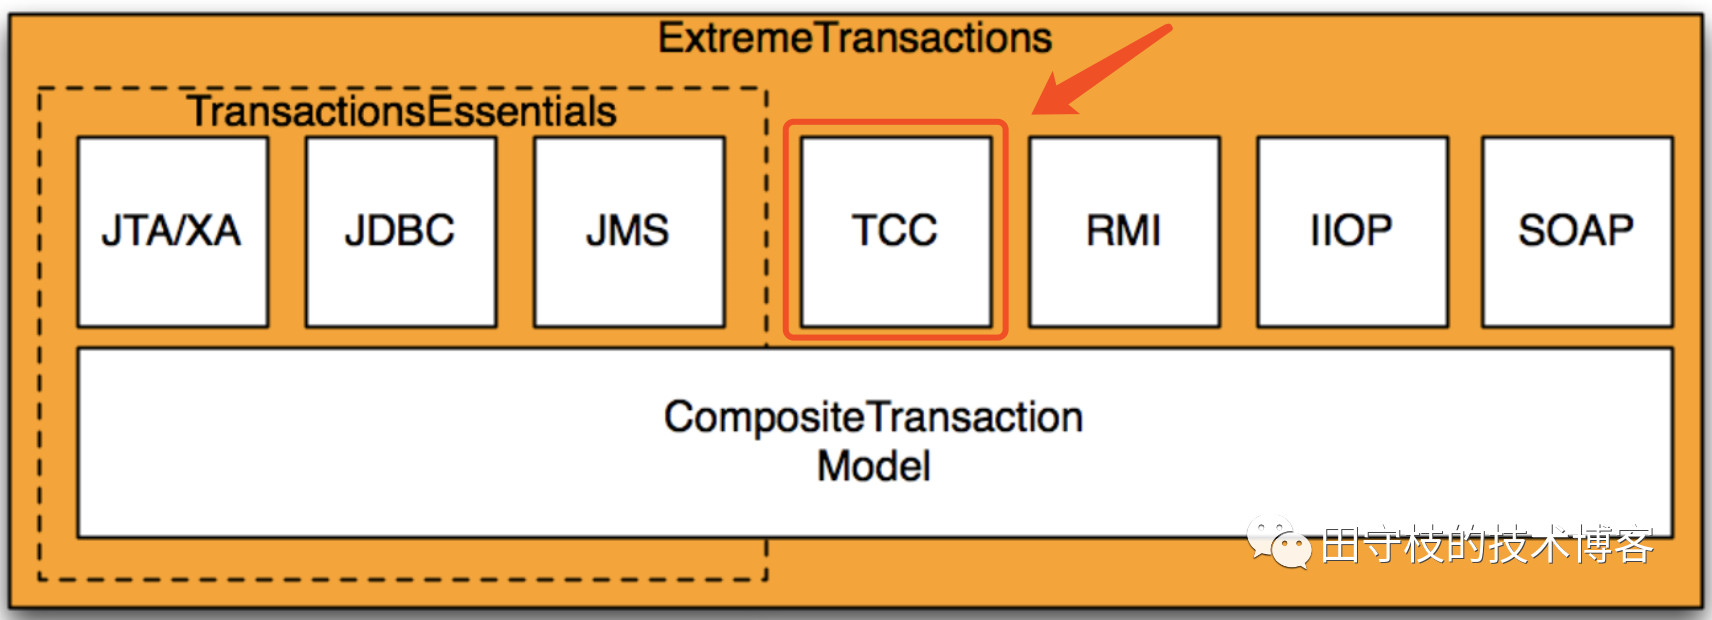 ExtremeTransactions
TransactionsEssentials
JTA/XA
JDBC
JMS
TCC
RMI
IIOP
SOAP
CompositeTransaction
Model
田守枝的技术博客